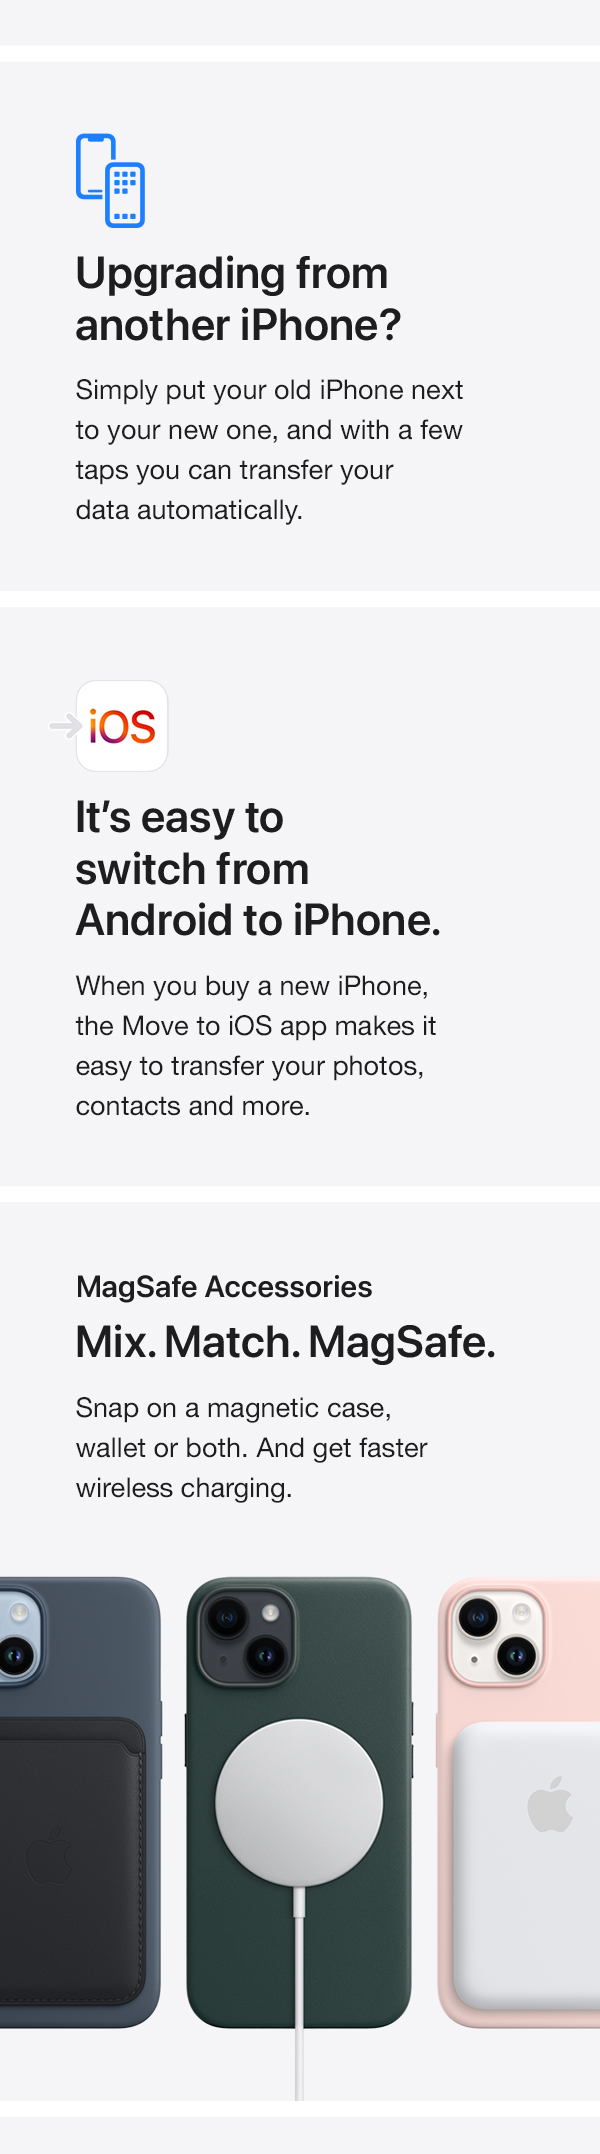 Upgrading from
another iPhone?
Simply put your old iPhone next
to your new one, and with a few
taps you can transfer your
data automatically.
iOS
It’s easy to
switch from
Android to iPhone.
When you buy a new iPhone,
the Move to iOS app makes it
easy to transfer your photos,
contacts and more.
MagSafe Accessories
Mix. Match. MagSafe.
Snap on a magnetic case,
wallet or both. And get faster
wireless charging.